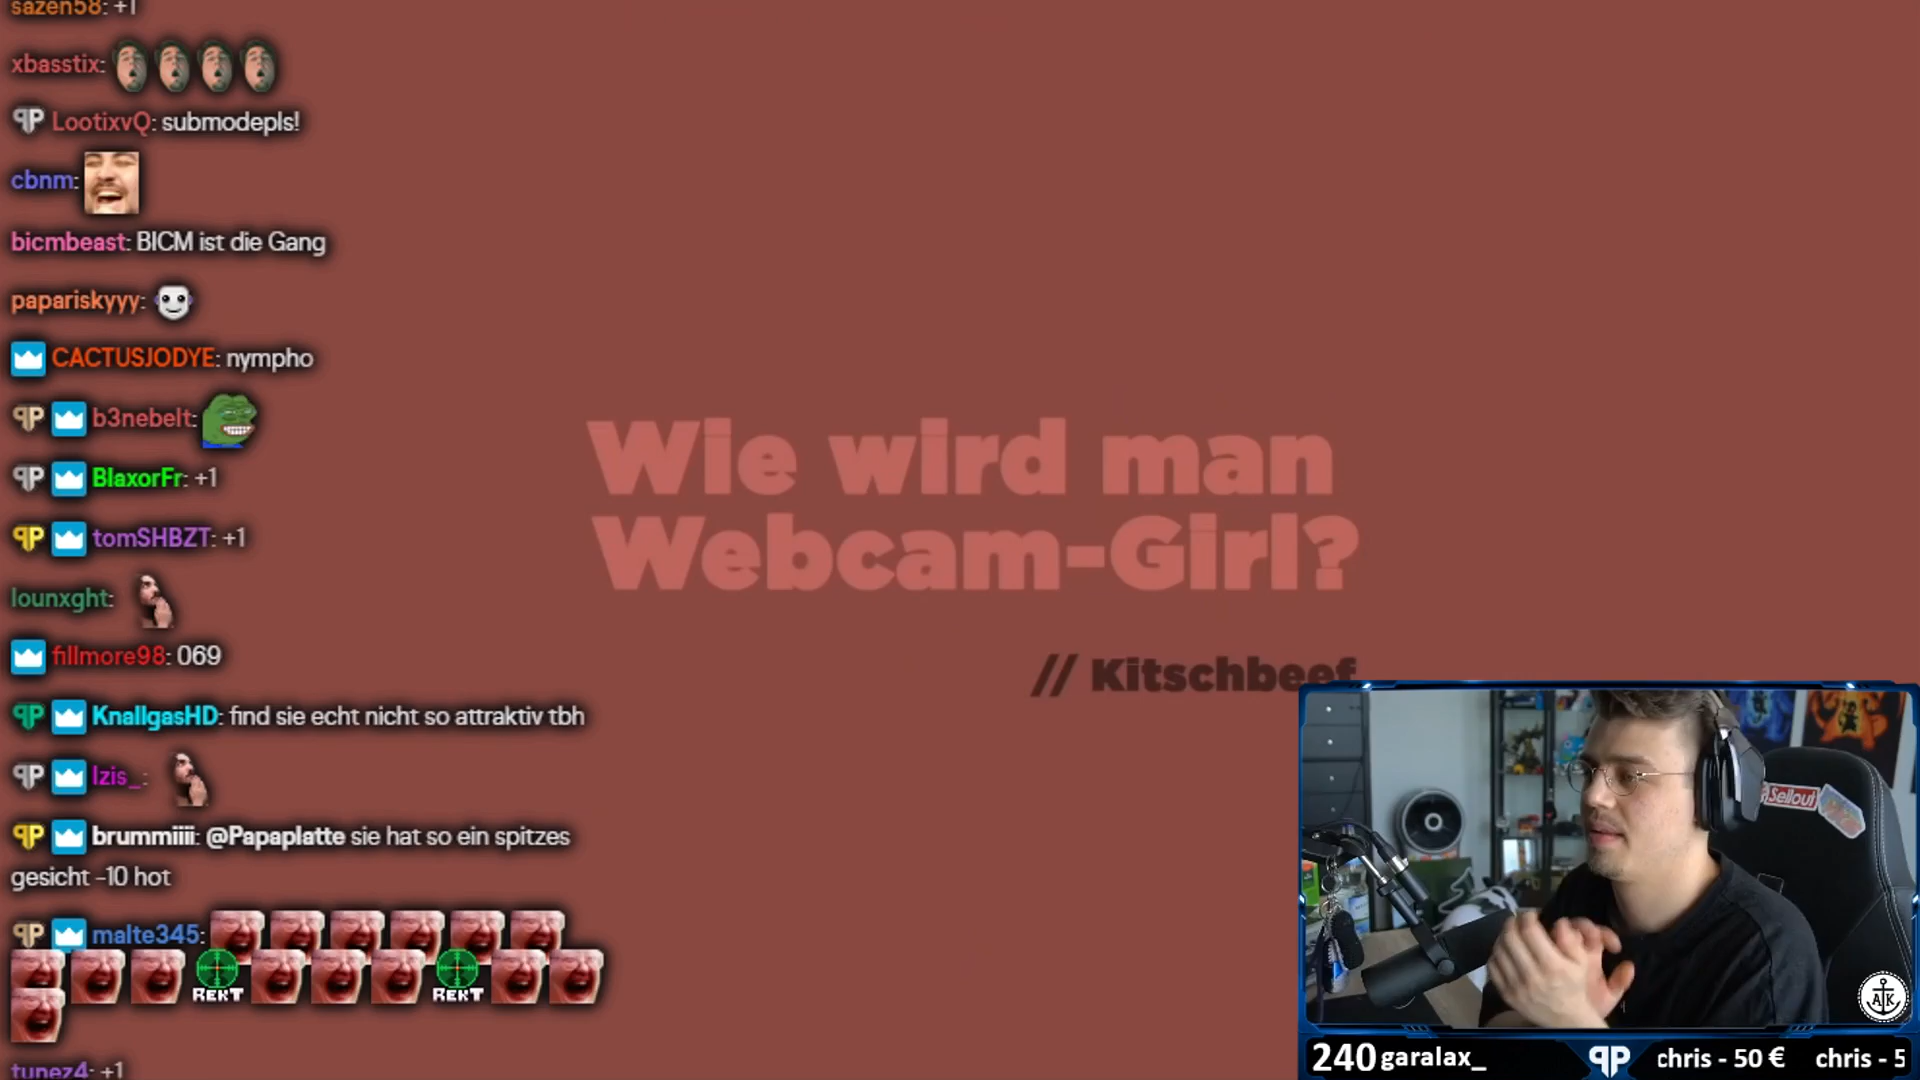 sazen58: +1
xbasstix:
LootixvQ: submodepls!
cbnm:
bicmbeast: BICM ist die Gang
papariskyyy:
CACTUSJODYE: nympho
b3nebelt:
BlaxorFr: +1
Wie wird man
Webcam-Girl?
// Kitschbeef
tomSHBZT: +1
lounxght:
fillmore98: 069
KnallgasHD: find sie echt nicht so attraktiv tbh
lzis_:
brummiiii: @Papaplatte sie hat so ein spitzes
gesicht -10 hot
malte345:
REKT REKT
tunez4: +1
Sellout
AK
240 garalax_ PP chris - 50 € chris - 5